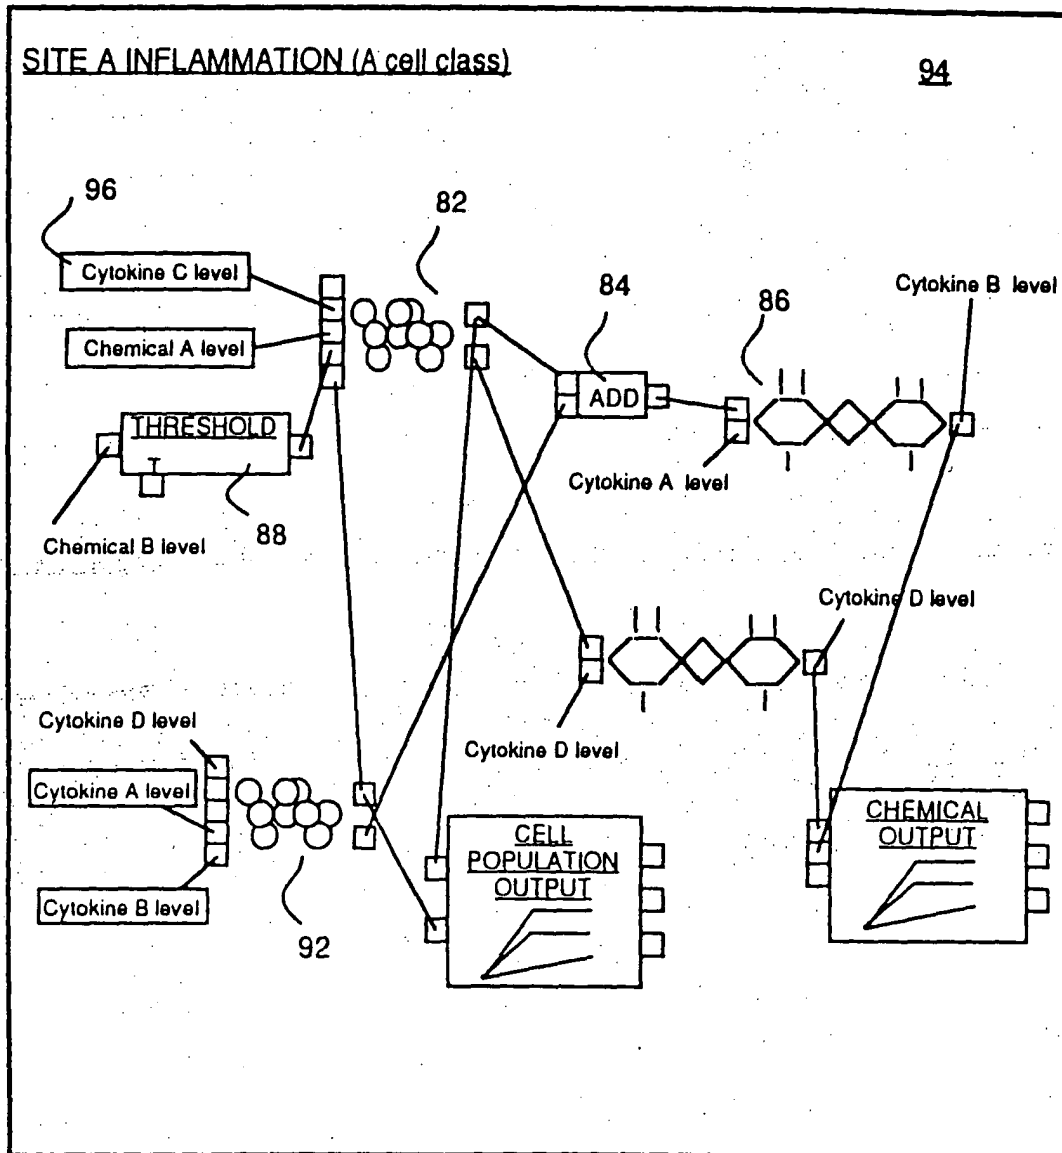 SITE A INFLAMMATION (A cell class)
94
96
82
Cytokine C level
84
86
Cytokine B level
Chemical A level
ADD
THRESHOLD
T
Cytokine A level
88
Chemical B level
Cytokine D level
Cytokine D level
Cytokine D level
Cytokine A level
CELL
POPULATION
OUTPUT
CHEMICAL
OUTPUT
Cytokine B level
92